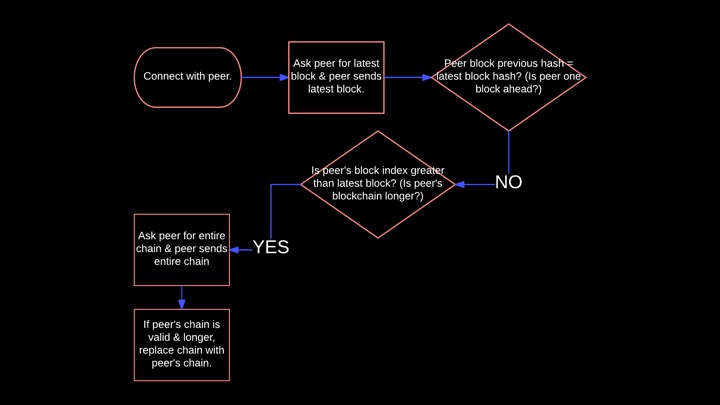 Connect with peer.
Ask peer for latest
block & peer sends
latest block.
Peer block previous hash =
latest block hash? (Is peer one
block ahead?)
NO
Is peer's block index greater
than latest block? (Is peer's
blockchain longer?)
YES
Ask peer for entire
chain & peer sends
entire chain
If peer's chain is
valid & longer,
replace chain with
peer's chain.